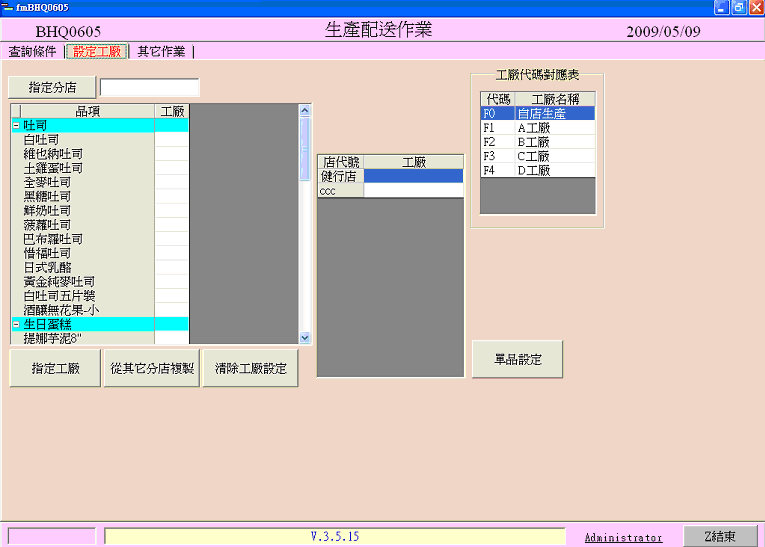 fmBHQ0605
BHQ0605 生產配送作業 2009/05/09
查詢條件 設定工廠 其它作業
指定分店
品項 工廠
吐司
白吐司
維也納吐司
土雞蛋吐司
全麥吐司
黑糖吐司
鮮奶吐司
菠蘿吐司
巴布羅吐司
惜福吐司
日式乳酪
黃金純麥吐司
白吐司五片裝
酒釀無花果-小
生日蛋糕
提娜芋泥8"
店代號 工廠
健行店
ccc
工廠代碼對應表
代碼 工廠名稱
F0 自店生產
F1 A工廠
F2 B工廠
F3 C工廠
F4 D工廠
指定工廠 從其它分店複製 清除工廠設定
單品設定
V.3.5.15 Administrator Z結束